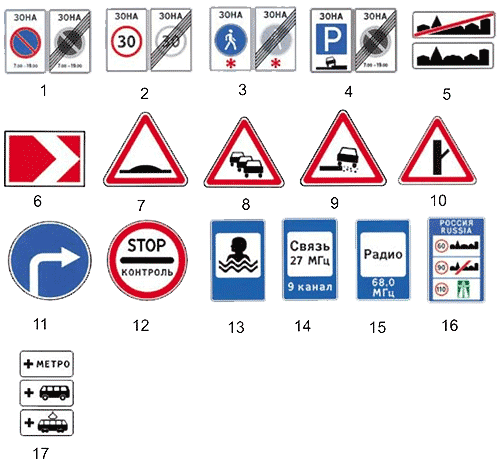 ЗОНА ЗОНА ЗОНА ЗОНА ЗОНА ЗОНА ЗОНА ЗОНА
30 30
P
7.00 - 19.00 7.00 - 19.00 7.00 - 19.00
1 2 3 4 5
6 7 8 9 10
STOP
КОНТРОЛЬ
Связь
27 МГц
9 канал
Радио
68.0
МГц
РОССИЯ
RUSSIA
60
90
110
11 12 13 14 15 16
+ МЕТРО
+
+
17